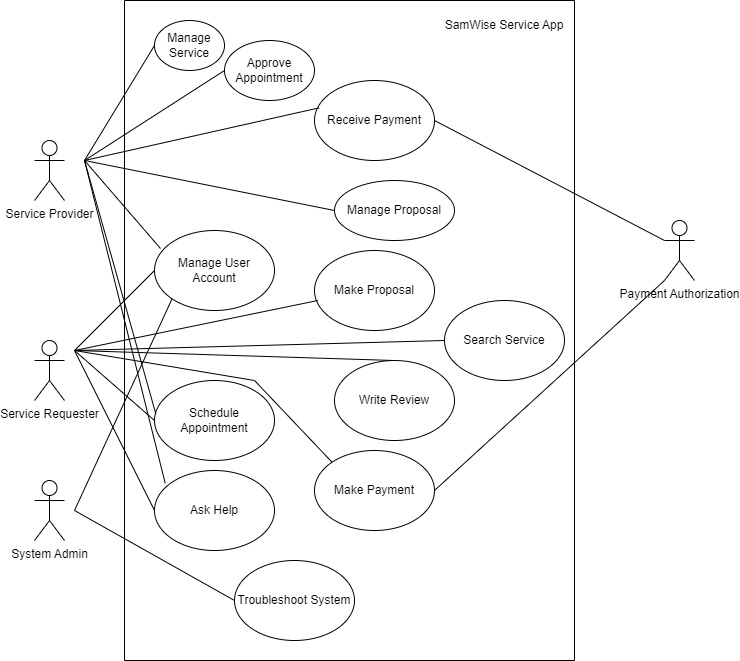 SamWise Service App
Manage
Service
Approve
Appointment
Receive Payment
Service Provider
Manage Proposal
Manage User
Account
Make Proposal
Payment Authorization
Search Service
Service Requester
Write Review
Schedule
Appointment
Make Payment
Ask Help
System Admin
Troubleshoot System